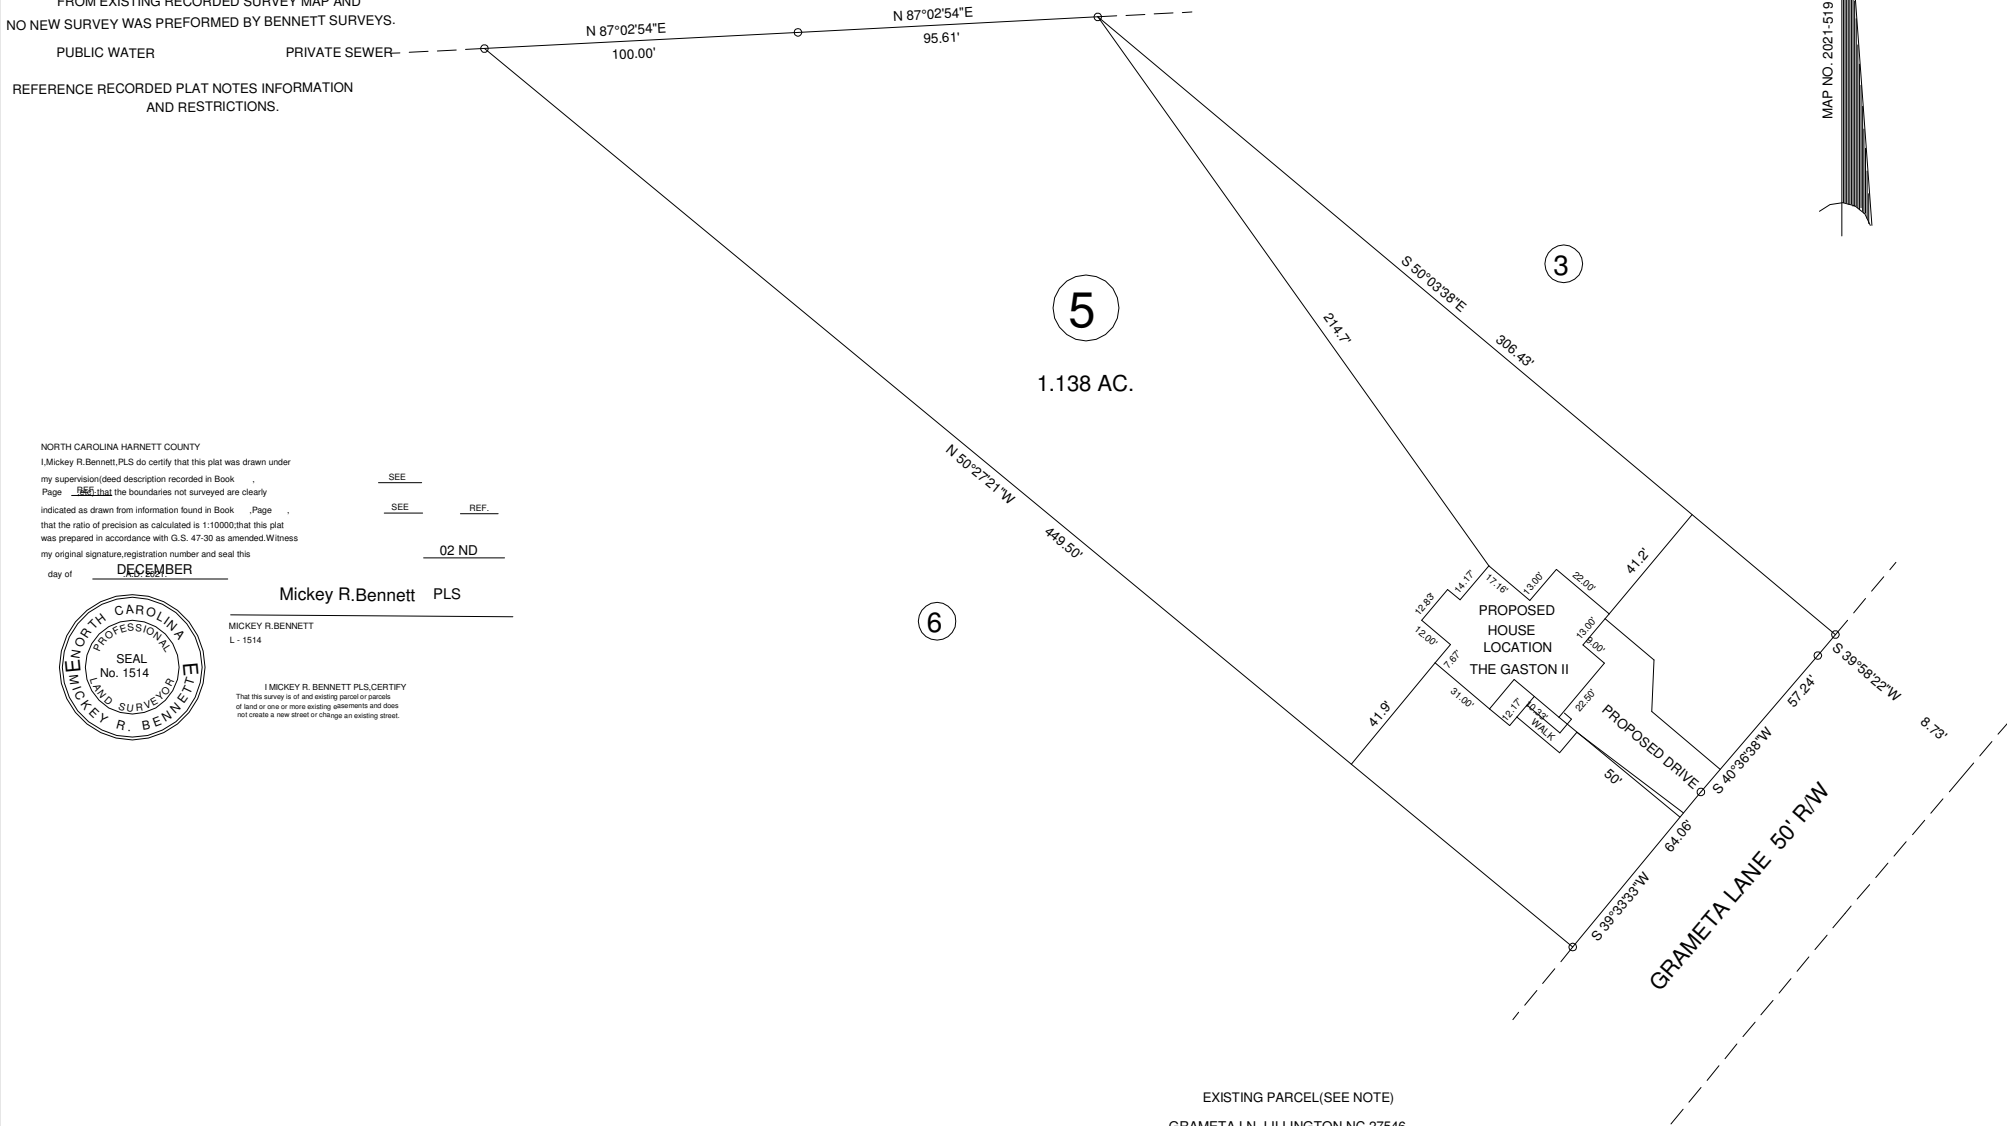 FROM EXISTING RECORDED SURVEY MAP AND
NO NEW SURVEY WAS PREFORMED BY BENNETT SURVEYS.
PUBLIC WATER
PRIVATE SEWER
REFERENCE RECORDED PLAT NOTES INFORMATION
AND RESTRICTIONS.
N 87°02'54"E
100.00'
N 87°02'54"E
95.61'
MAP NO. 2021-519
3
S 50°03'38"E
306.43'
5
1.138 AC.
214.7'
N 50°27'21"W
449.50'
6
NORTH CAROLINA HARNETT COUNTY
I,Mickey R.Bennett,PLS do certify that this plat was drawn under
my supervision(deed description recorded in Book , SEE
Page REF. ,etc) that the boundaries not surveyed are clearly
indicated as drawn from information found in Book ,Page , SEE REF.
that the ratio of precision as calculated is 1:10000;that this plat
was prepared in accordance with G.S. 47-30 as amended.Witness
my original signature,registration number and seal this 02 ND
day of DECEMBER ,A.D. 2021.
Mickey R.Bennett PLS
MICKEY R.BENNETT
L - 1514
NORTH CAROLINA
PROFESSIONAL
SEAL
No. 1514
LAND SURVEYOR
MICKEY R. BENNETT
I MICKEY R. BENNETT PLS,CERTIFY
That this survey is of and existing parcel or parcels
of land or one or more existing easements and does
not create a new street or change an existing street.
41.2'
14.17'
17.16'
13.00'
22.00'
12.83'
12.00'
7.67'
31.00'
12.17'
13.00'
22.50'
PROPOSED
HOUSE
LOCATION
THE GASTON II
WALK
41.9'
PROPOSED DRIVE
50'
S 39°58'22"W
8.73'
57.24'
S 40°36'38"W
64.06'
S 39°33'33"W
GRAMETA LANE 50' R/W
EXISTING PARCEL(SEE NOTE)
GRAMETA LN. LILLINGTON NC 27546